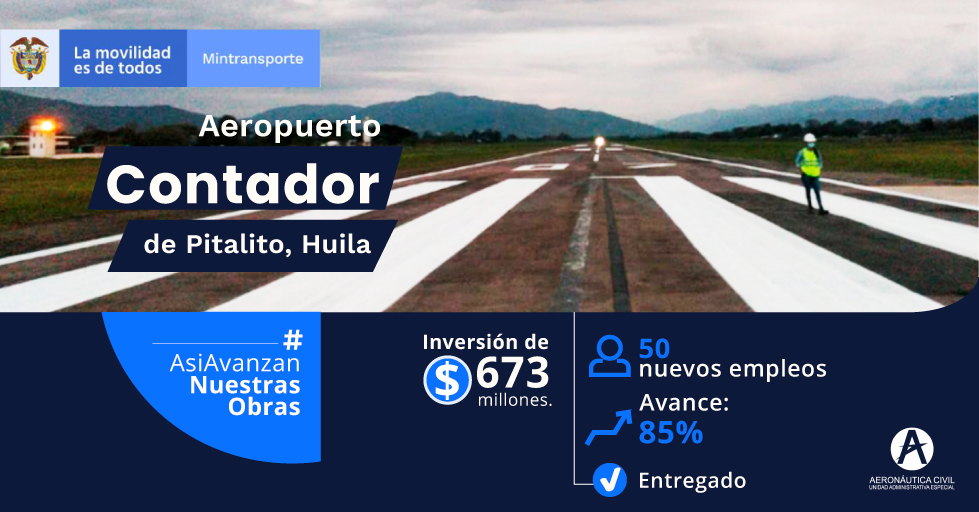 La movilidad
es de todos
Mintransporte
Aeropuerto
Contador
de Pitalito, Huila
#
AsiAvanzan
Nuestras
Obras
Inversión de
$ 673
millones.
50
nuevos empleos
Avance:
85%
Entregado
AERONÁUTICA CIVIL
UNIDAD ADMINISTRATIVA ESPECIAL